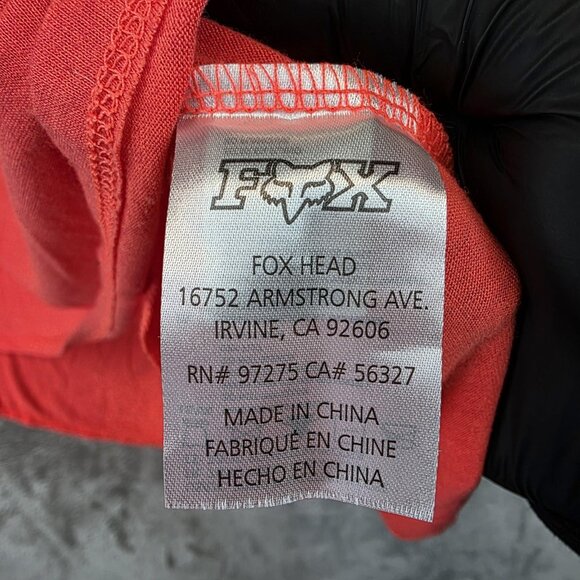 FOX
FOX HEAD
16752 ARMSTRONG AVE.
IRVINE, CA 92606
RN# 97275 CA# 56327
MADE IN CHINA
FABRIQUÉ EN CHINE
HECHO EN CHINA